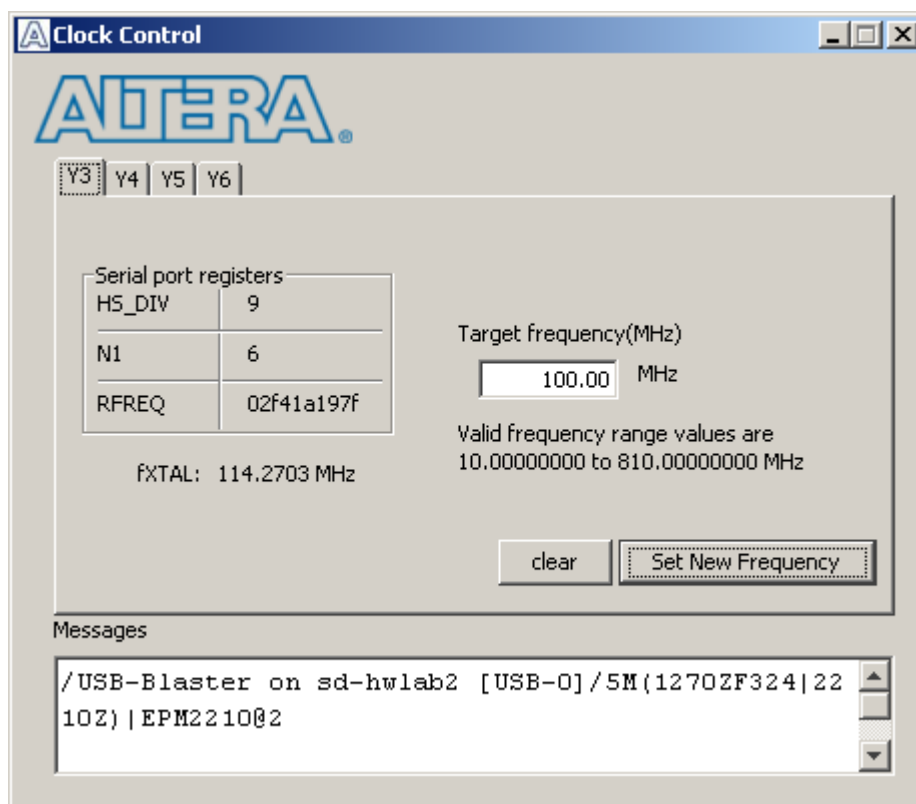 Clock Control
ALTERA®
Y3 Y4 Y5 Y6
Serial port registers
HS_DIV 9
N1 6
RFREQ 02f41a197f
fXTAL: 114.2703 MHz
Target frequency(MHz)
100.00 MHz
Valid frequency range values are
10.00000000 to 810.00000000 MHz
clear Set New Frequency
Messages
/USB-Blaster on sd-hwlab2 [USB-0]/5M(1270ZF324|22
10Z)|EPM2210@2